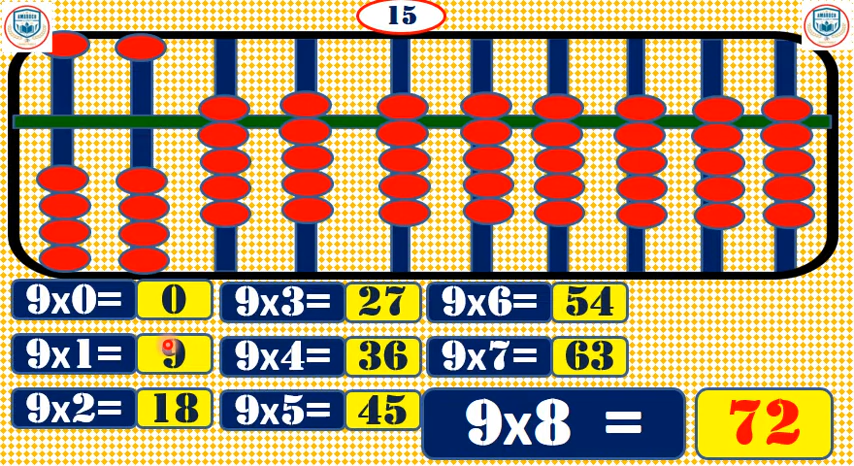 15
9x0= 0 9x3= 27 9x6= 54
9x1= 9 9x4= 36 9x7= 63
9x2= 18 9x5= 45 9x8 = 72